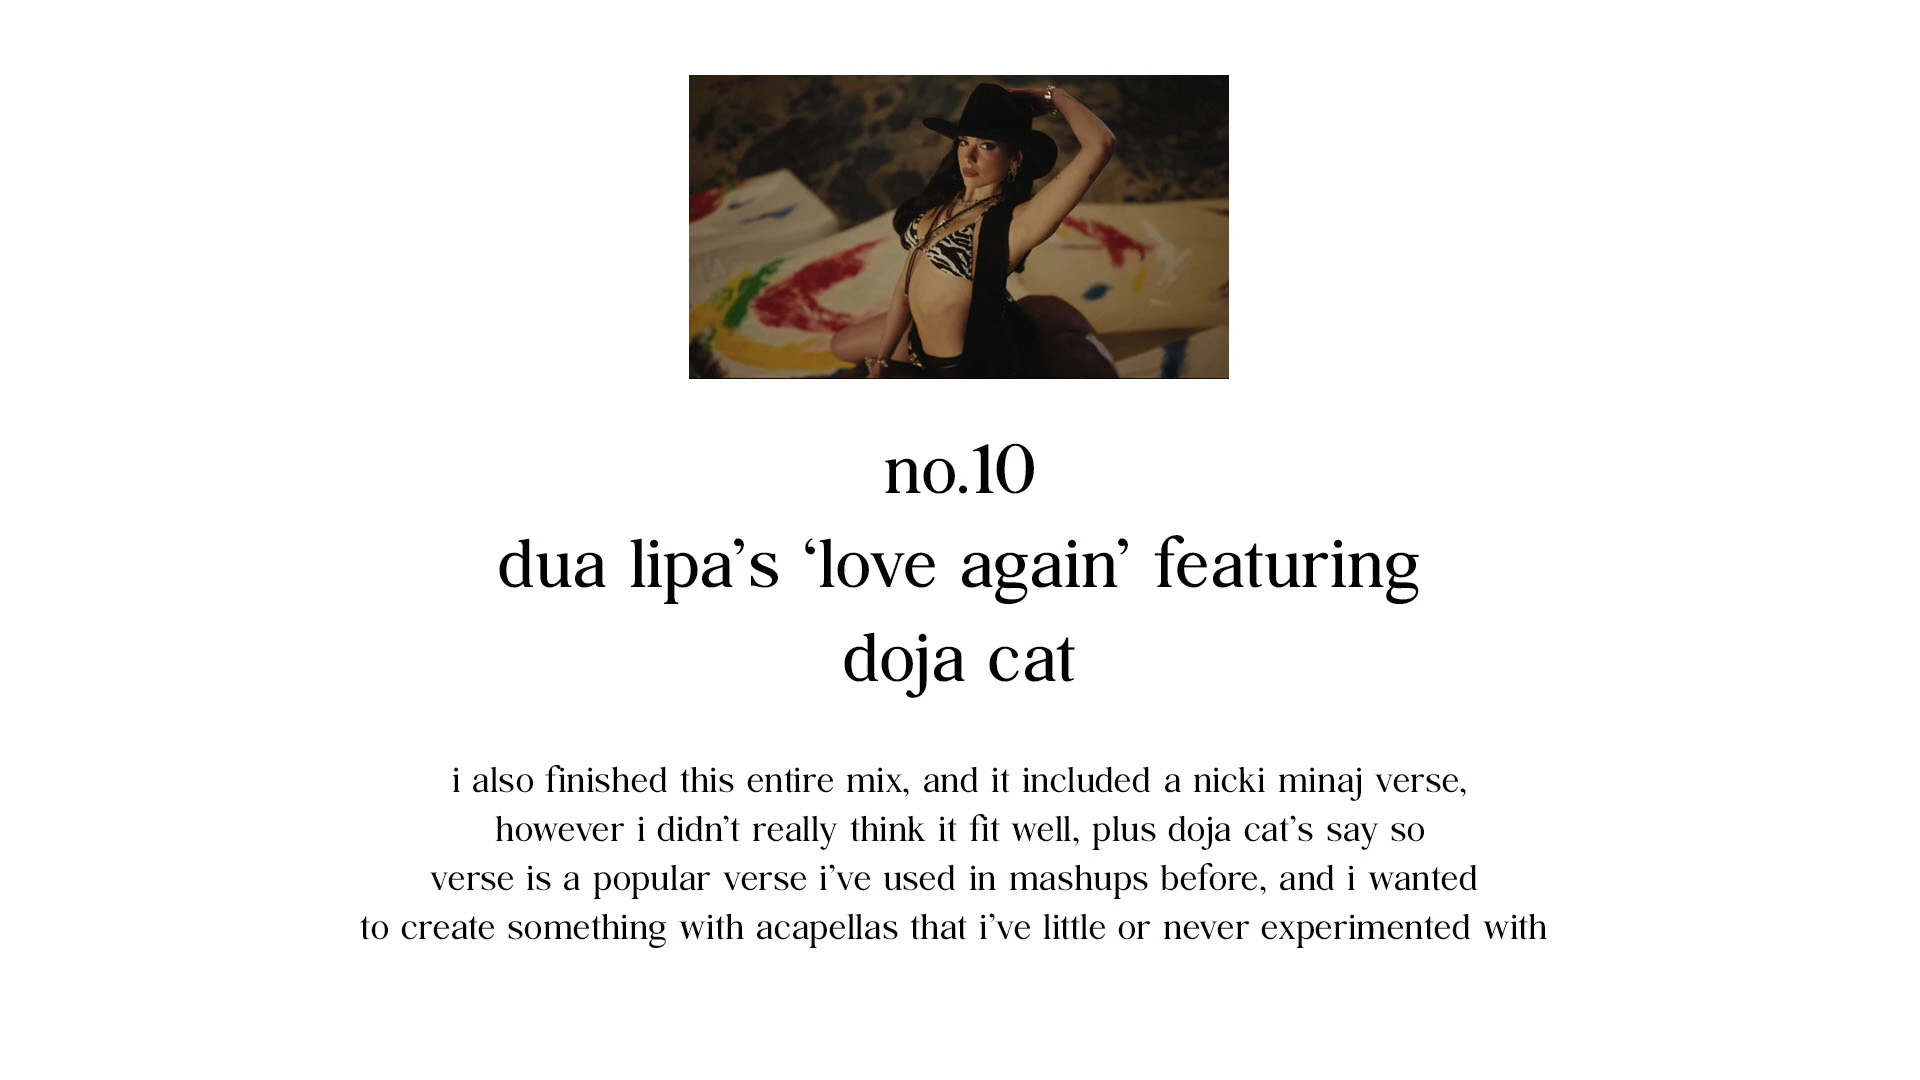 no.10
dua lipa’s ‘love again’ featuring
doja cat
i also finished this entire mix, and it included a nicki minaj verse,
however i didn’t really think it fit well, plus doja cat’s say so
verse is a popular verse i’ve used in mashups before, and i wanted
to create something with acapellas that i’ve little or never experimented with